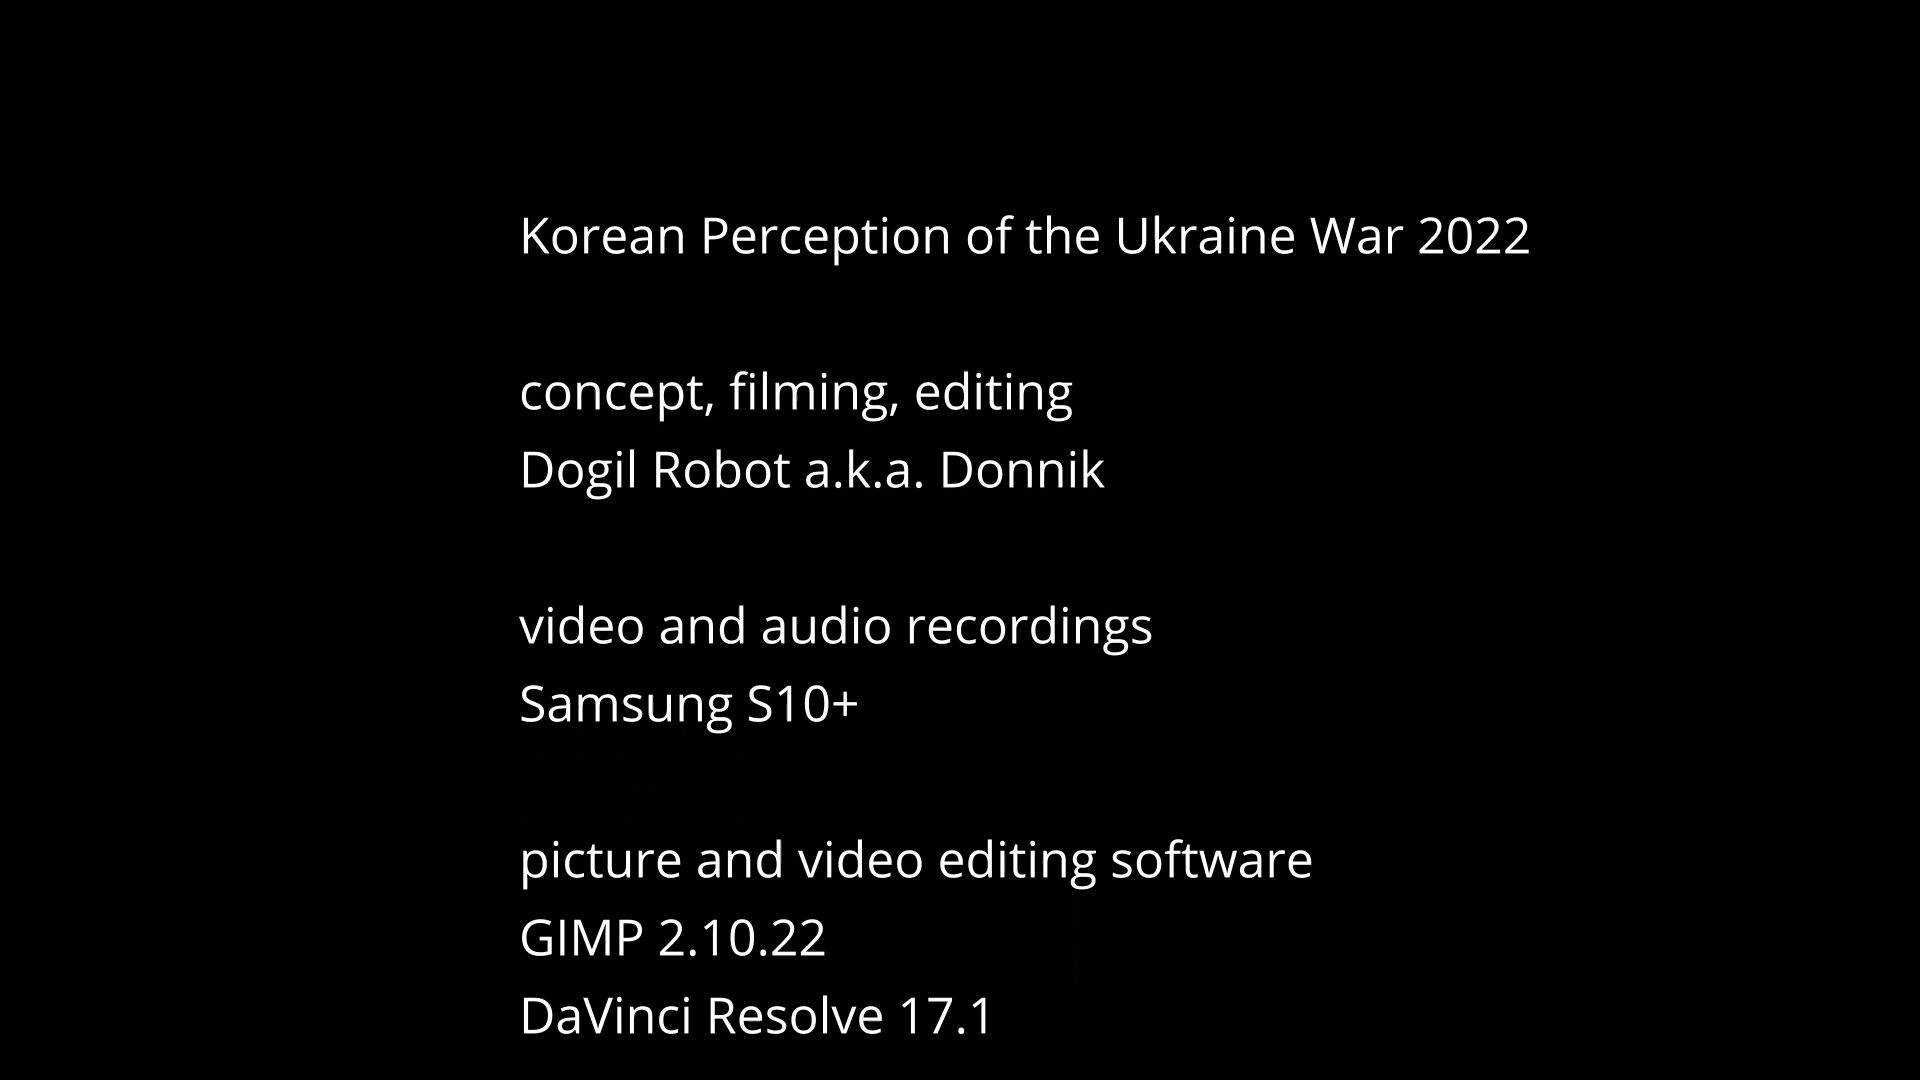 Korean Perception of the Ukraine War 2022
concept, filming, editing
Dogil Robot a.k.a. Donnik
video and audio recordings
Samsung S10+
picture and video editing software
GIMP 2.10.22
DaVinci Resolve 17.1